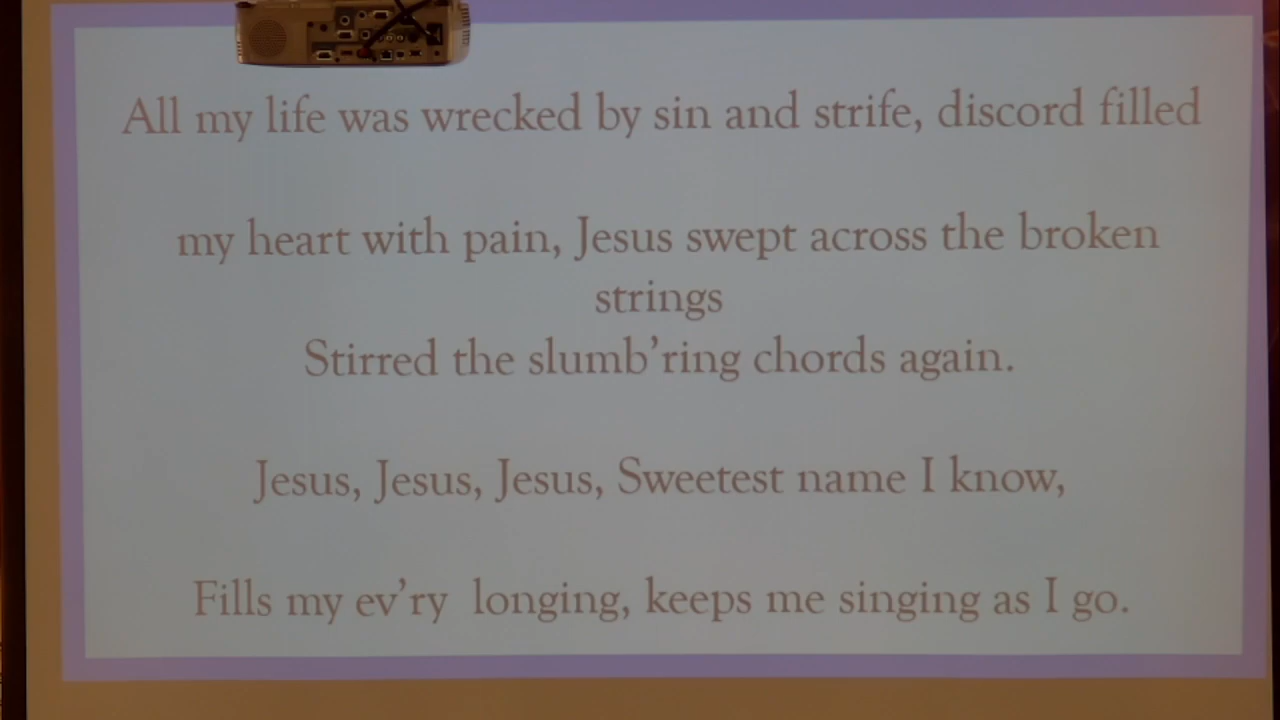 All my life was wrecked by sin and strife, discord filled
my heart with pain, Jesus swept across the broken
strings
Stirred the slumb’ring chords again.
Jesus, Jesus, Jesus, Sweetest name I know,
Fills my ev’ry longing, keeps me singing as I go.